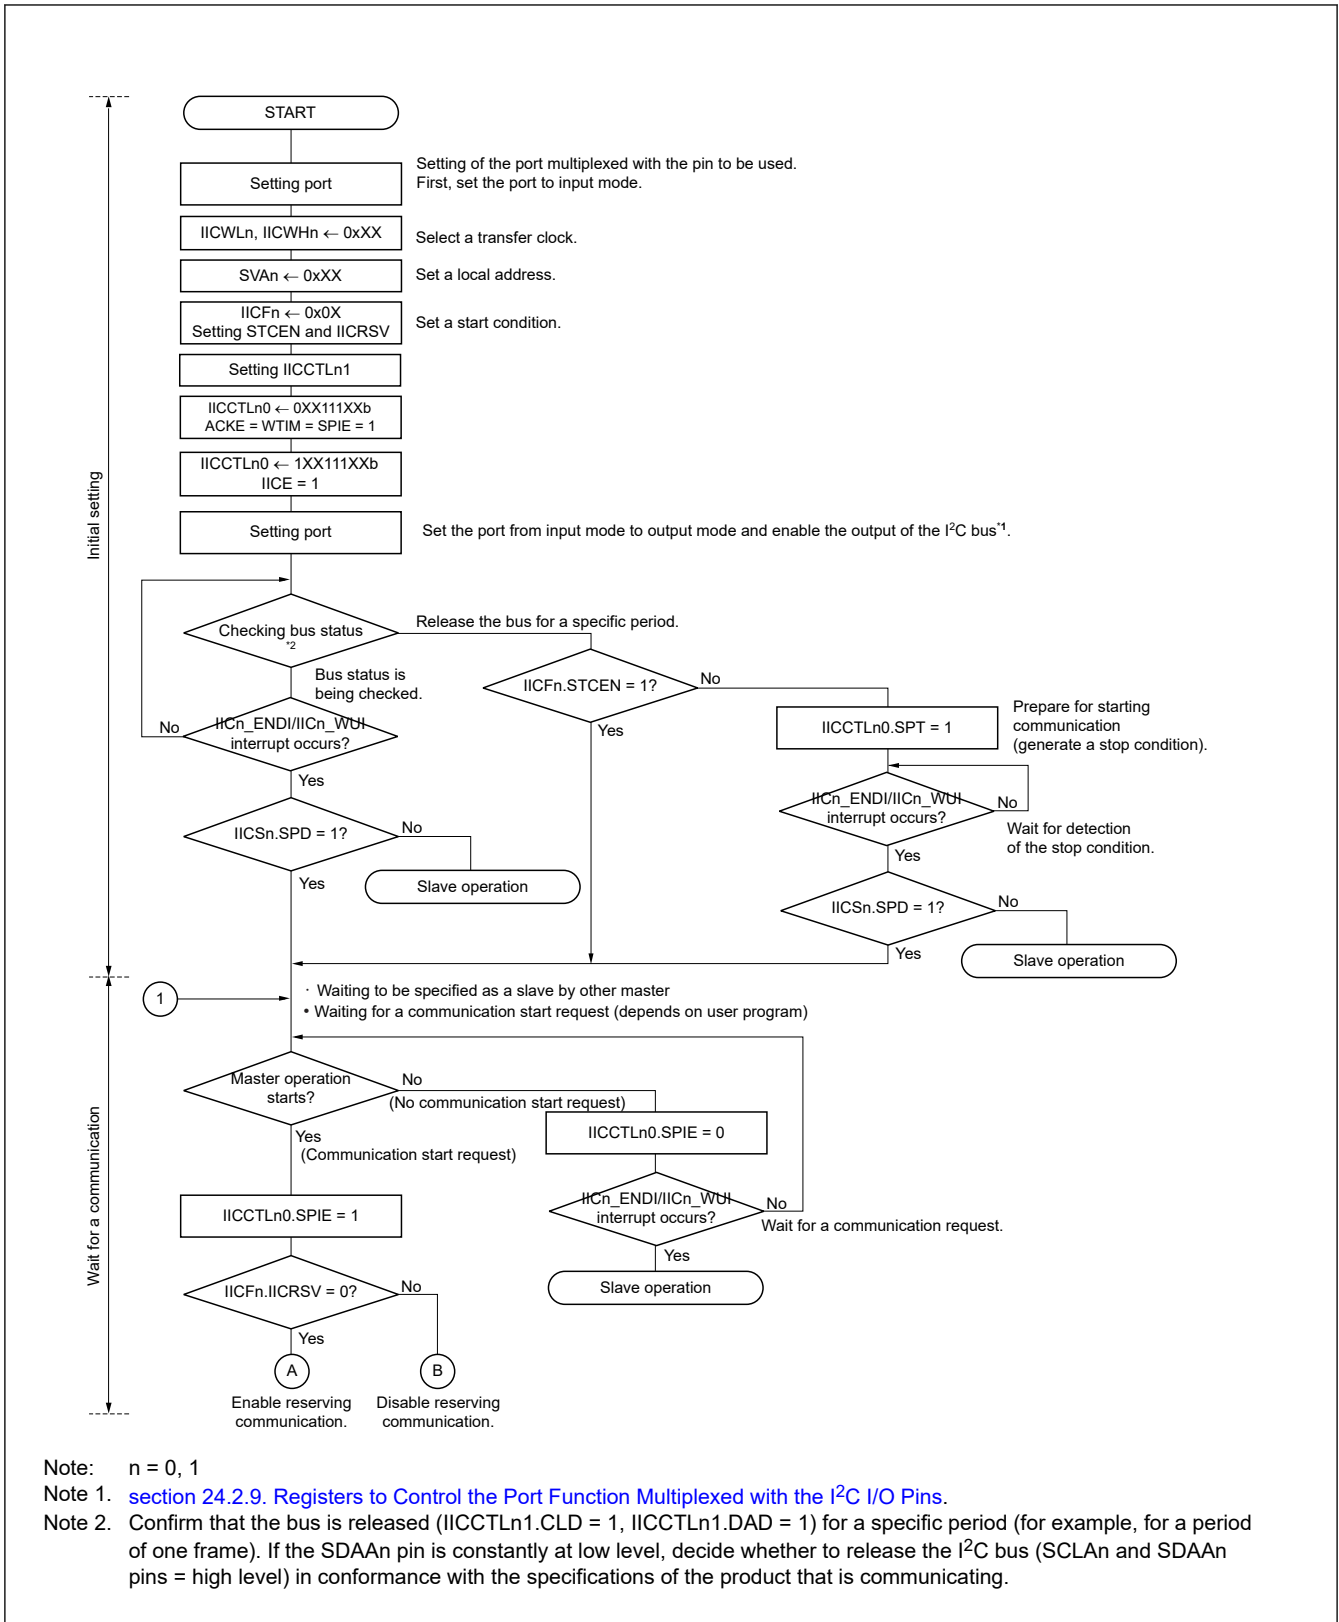 START
Setting port
Setting of the port multiplexed with the pin to be used.
First, set the port to input mode.
IICWLn, IICWHn ← 0xXX
Select a transfer clock.
SVAn ← 0xXX
Set a local address.
IICFn ← 0x0X
Setting STCEN and IICRSV
Set a start condition.
Setting IICCTLn1
IICCTLn0 ← 0XX111XXb
ACKE = WTIM = SPIE = 1
IICCTLn0 ← 1XX111XXb
IICE = 1
Initial setting
Setting port
Set the port from input mode to output mode and enable the output of the I²C bus*1.
Checking bus status
*2
Release the bus for a specific period.
Bus status is
being checked.
IICFn.STCEN = 1?
No
Yes
IICCTLn0.SPT = 1
Prepare for starting
communication
(generate a stop condition).
IICn_ENDI/IICn_WUI
interrupt occurs?
No
Yes
IICn_ENDI/IICn_WUI
interrupt occurs?
No
Wait for detection
of the stop condition.
Yes
IICSn.SPD = 1?
No
Slave operation
Yes
IICSn.SPD = 1?
No
Slave operation
Yes
1
· Waiting to be specified as a slave by other master
• Waiting for a communication start request (depends on user program)
Wait for a communication
Master operation
starts?
No
(No communication start request)
Yes
(Communication start request)
IICCTLn0.SPIE = 0
IICn_ENDI/IICn_WUI
interrupt occurs?
No
Wait for a communication request.
Yes
Slave operation
IICCTLn0.SPIE = 1
IICFn.IICRSV = 0?
No
Yes
A
B
Enable reserving
communication.
Disable reserving
communication.
Note: n = 0, 1
Note 1. section 24.2.9. Registers to Control the Port Function Multiplexed with the I²C I/O Pins.
Note 2. Confirm that the bus is released (IICCTLn1.CLD = 1, IICCTLn1.DAD = 1) for a specific period (for example, for a period
of one frame). If the SDAAn pin is constantly at low level, decide whether to release the I²C bus (SCLAn and SDAAn
pins = high level) in conformance with the specifications of the product that is communicating.